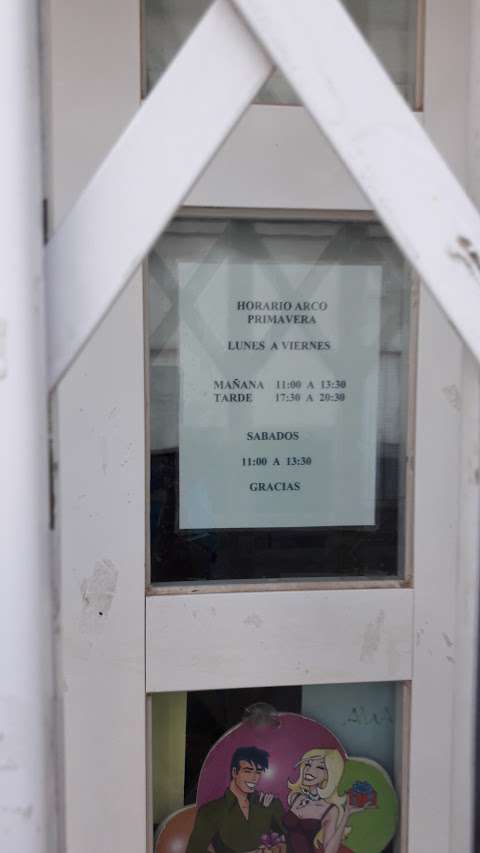 HORARIO ARCO
PRIMAVERA
LUNES A VIERNES
MAÑANA 11:00 A 13:30
TARDE 17:30 A 20:30
SABADOS
11:00 A 13:30
GRACIAS